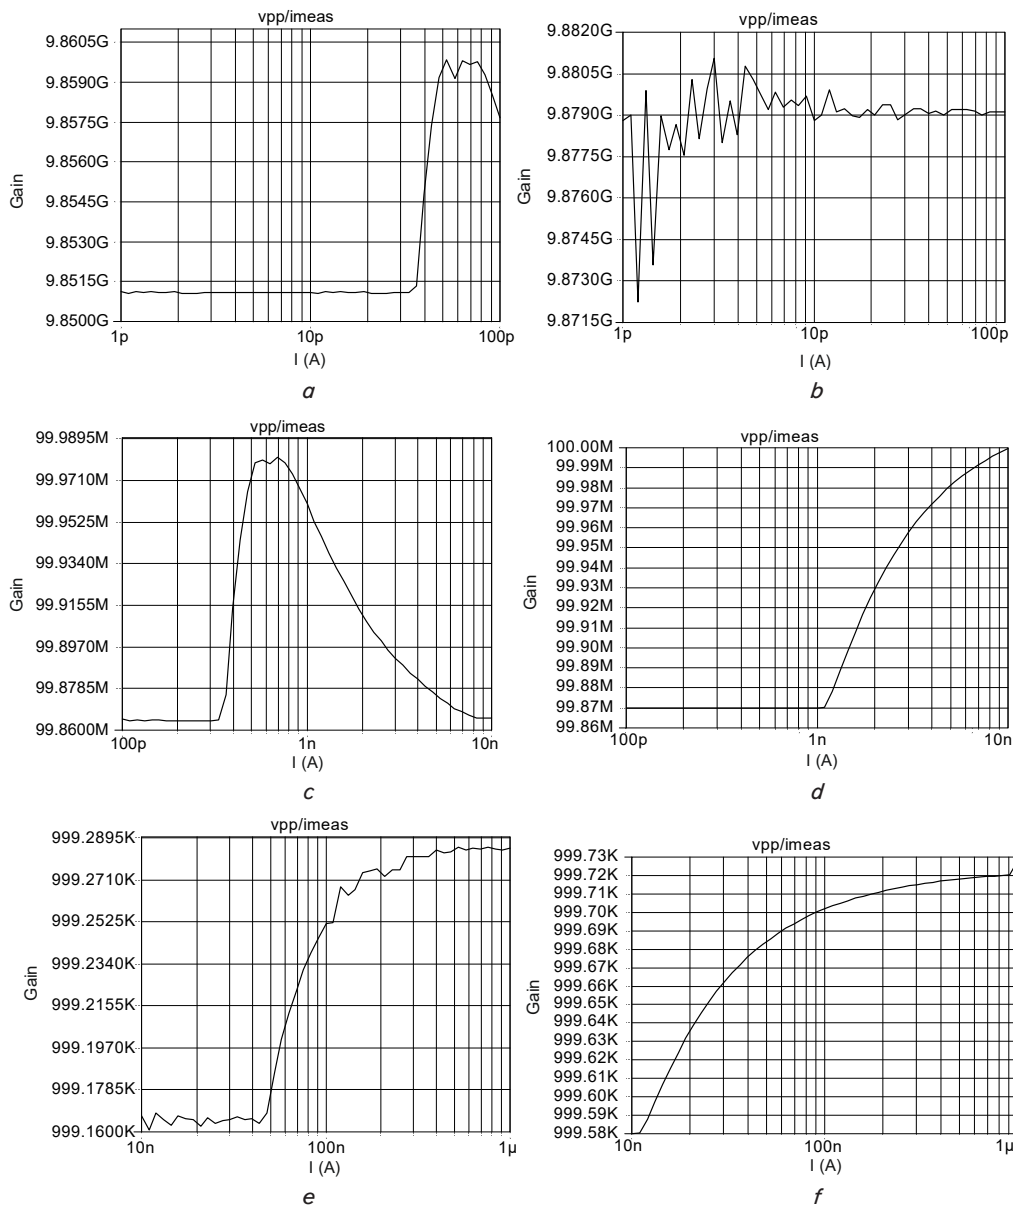 vpp/imeas
9.8605G
9.8590G
9.8575G
9.8560G
9.8545G
9.8530G
9.8515G
9.8500G
Gain
1p
10p
100p
I (A)
a
vpp/imeas
9.8820G
9.8805G
9.8790G
9.8775G
9.8760G
9.8745G
9.8730G
9.8715G
Gain
1p
10p
100p
I (A)
b
vpp/imeas
99.9895M
99.9710M
99.9525M
99.9340M
99.9155M
99.8970M
99.8785M
99.8600M
Gain
100p
1n
10n
I (A)
c
vpp/imeas
100.00M
99.99M
99.98M
99.97M
99.96M
99.95M
99.94M
99.93M
99.92M
99.91M
99.90M
99.89M
99.88M
99.87M
99.86M
Gain
100p
1n
10n
I (A)
d
vpp/imeas
999.2895K
999.2710K
999.2525K
999.2340K
999.2155K
999.1970K
999.1785K
999.1600K
Gain
10n
100n
1µ
I (A)
e
vpp/imeas
999.73K
999.72K
999.71K
999.70K
999.69K
999.68K
999.67K
999.66K
999.65K
999.64K
999.63K
999.62K
999.61K
999.60K
999.59K
999.58K
Gain
10n
100n
1µ
I (A)
f